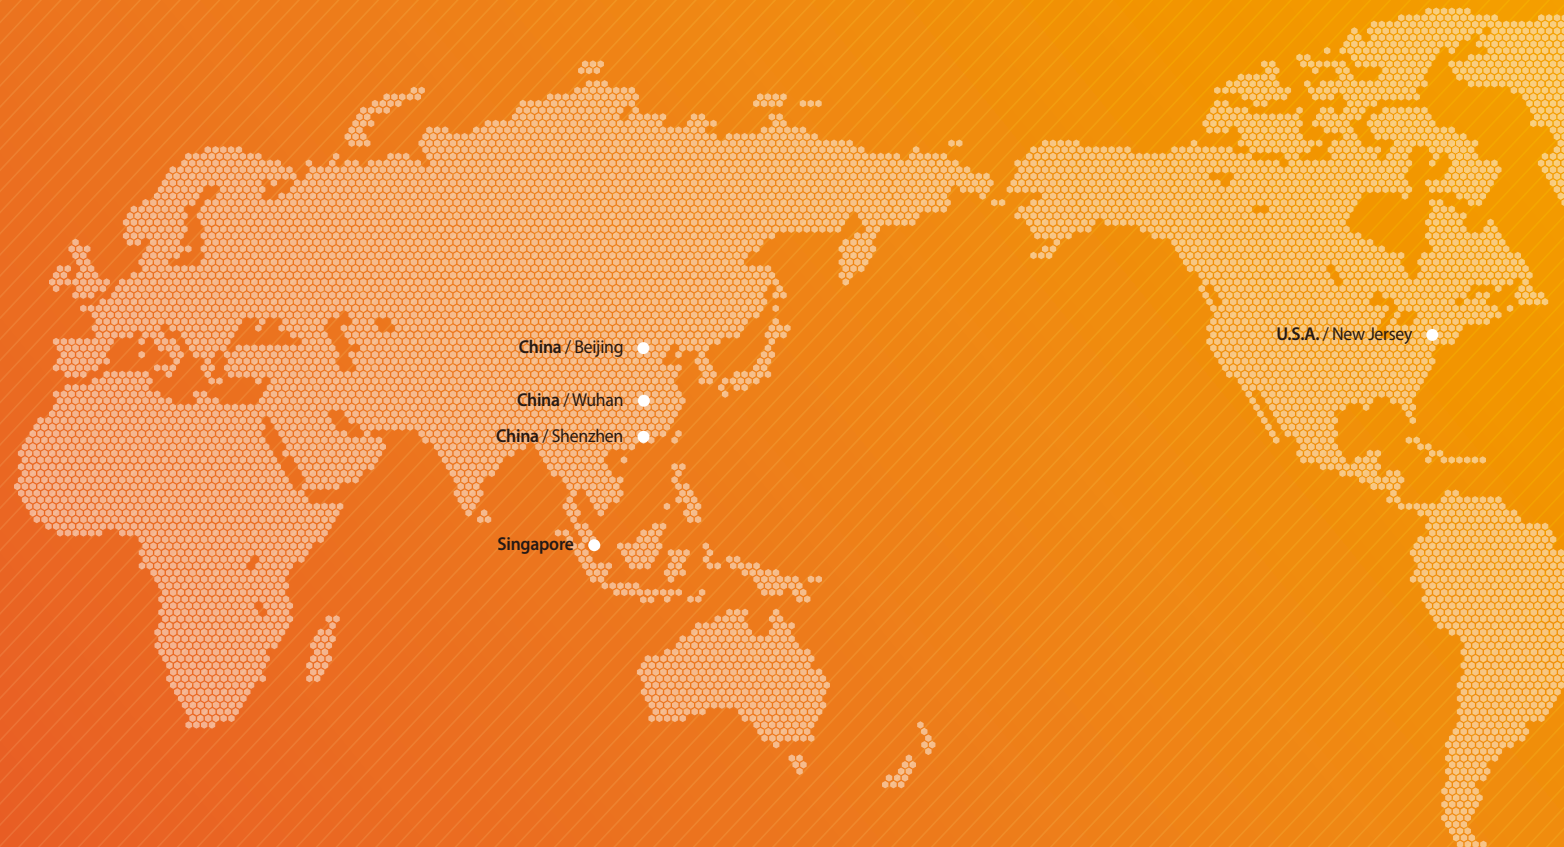 U.S.A. / New Jersey
China / Beijing
China / Wuhan
China / Shenzhen
Singapore